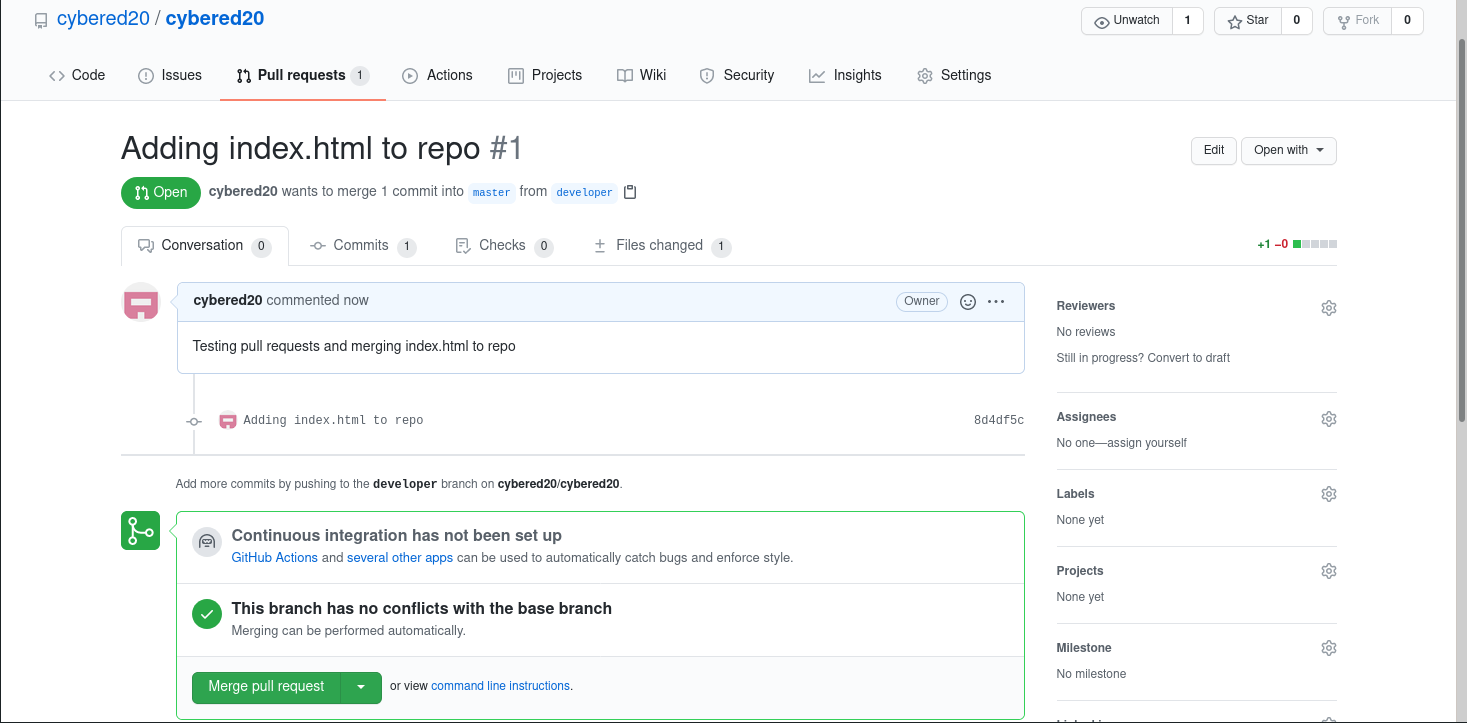 cybered20 / cybered20
Unwatch 1 Star 0 Fork 0
Code Issues Pull requests 1 Actions Projects Wiki Security Insights Settings
Adding index.html to repo #1
Edit Open with
Open cybered20 wants to merge 1 commit into master from developer
Conversation 0 Commits 1 Checks 0 Files changed 1
+1 −0
cybered20 commented now
Owner
Testing pull requests and merging index.html to repo
Adding index.html to repo 8d4df5c
Add more commits by pushing to the developer branch on cybered20/cybered20.
Continuous integration has not been set up
GitHub Actions and several other apps can be used to automatically catch bugs and enforce style.
This branch has no conflicts with the base branch
Merging can be performed automatically.
Merge pull request or view command line instructions.
Reviewers
No reviews
Still in progress? Convert to draft
Assignees
No one—assign yourself
Labels
None yet
Projects
None yet
Milestone
No milestone